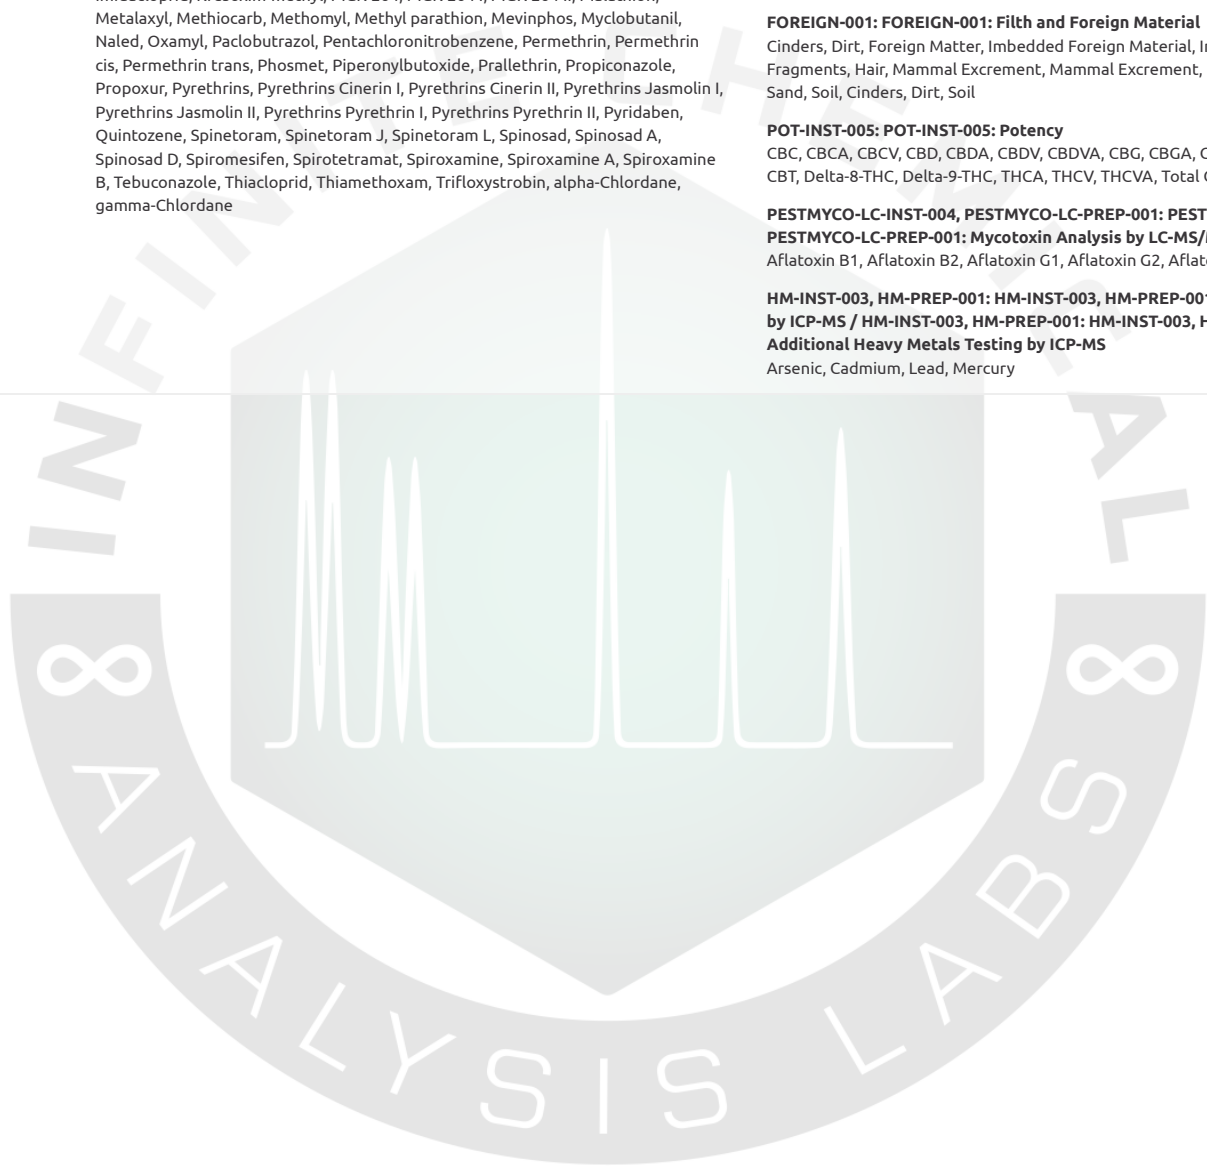 Metalaxyl, Methiocarb, Methomyl, Methyl parathion, Mevinphos, Myclobutanil,
Naled, Oxamyl, Paclobutrazol, Pentachloronitrobenzene, Permethrin, Permethrin
cis, Permethrin trans, Phosmet, Piperonylbutoxide, Prallethrin, Propiconazole,
Propoxur, Pyrethrins, Pyrethrins Cinerin I, Pyrethrins Cinerin II, Pyrethrins Jasmolin I,
Pyrethrins Jasmolin II, Pyrethrins Pyrethrin I, Pyrethrins Pyrethrin II, Pyridaben,
Quintozene, Spinetoram, Spinetoram J, Spinetoram L, Spinosad, Spinosad A,
Spinosad D, Spiromesifen, Spirotetramat, Spiroxamine, Spiroxamine A, Spiroxamine
B, Tebuconazole, Thiacloprid, Thiamethoxam, Trifloxystrobin, alpha-Chlordane,
gamma-Chlordane
FOREIGN-001: FOREIGN-001: Filth and Foreign Material
Cinders, Dirt, Foreign Matter, Imbedded Foreign Material,
Fragments, Hair, Mammal Excrement, Mammal Excrement,
Sand, Soil, Cinders, Dirt, Soil
POT-INST-005: POT-INST-005: Potency
CBC, CBCA, CBCV, CBD, CBDA, CBDV, CBDVA, CBG, CBGA,
CBT, Delta-8-THC, Delta-9-THC, THCA, THCV, THCVA, Total
PESTMYCO-LC-INST-004, PESTMYCO-LC-PREP-001:
PESTMYCO-LC-PREP-001: Mycotoxin Analysis by
Aflatoxin B1, Aflatoxin B2, Aflatoxin G1, Aflatoxin G2,
HM-INST-003, HM-PREP-001: HM-INST-003,
by ICP-MS / HM-INST-003, HM-PREP-001: HM-INST-003,
Additional Heavy Metals Testing by ICP-MS
Arsenic, Cadmium, Lead, Mercury
INFINITE CHEMICAL
∞ ANALYSIS LABS ∞